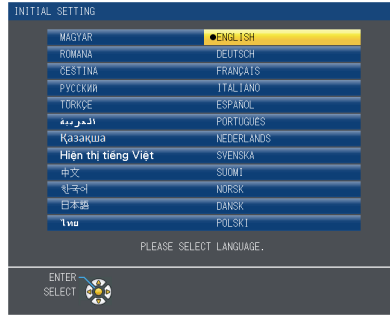 INITIAL SETTING
MAGYAR
●ENGLISH
ROMANA
DEUTSCH
ČEŠTINA
FRANÇAIS
РУССКИЙ
ITALIANO
TÜRKÇE
ESPAÑOL
العربية
PORTUGUÊS
Қазақша
NEDERLANDS
Hiện thị tiếng Việt
SVENSKA
中文
SUOMI
한국어
NORSK
日本語
DANSK
ไทย
POLSKI
PLEASE SELECT LANGUAGE.
ENTER
SELECT